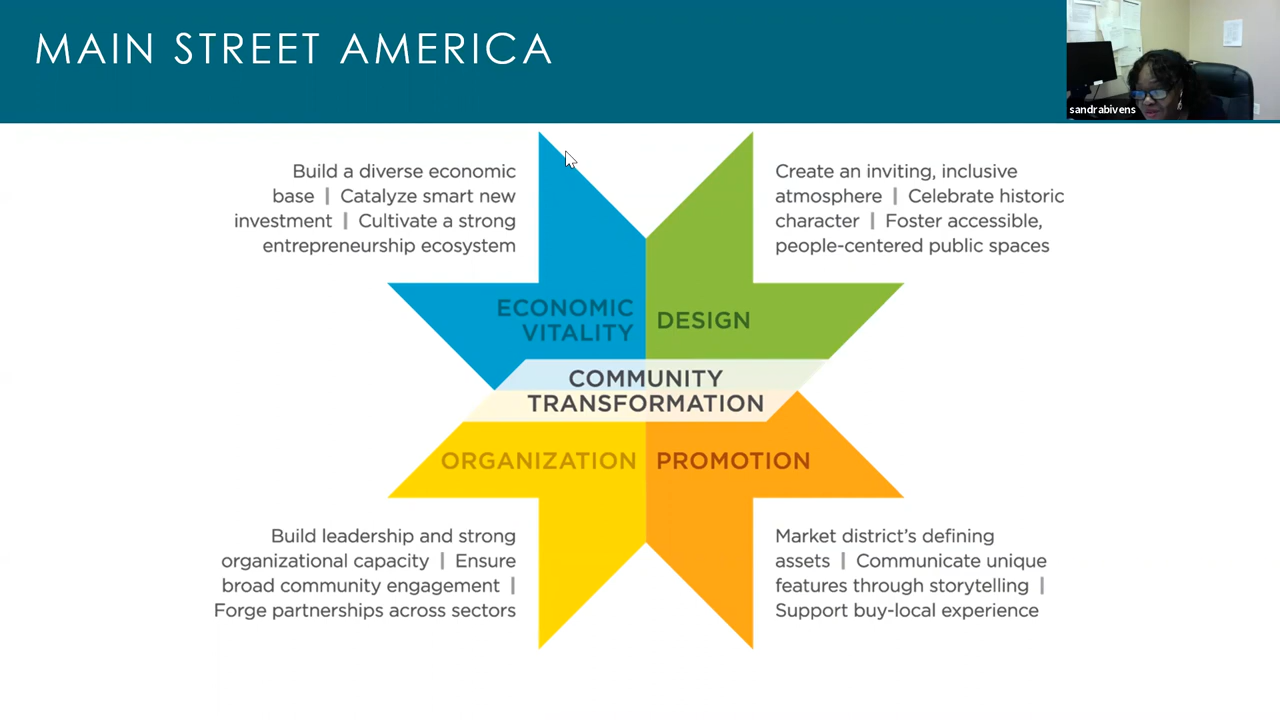 MAIN STREET AMERICA
sandrabivens
Build a diverse economic
base | Catalyze smart new
investment | Cultivate a strong
entrepreneurship ecosystem
Create an inviting, inclusive
atmosphere | Celebrate historic
character | Foster accessible,
people-centered public spaces
ECONOMIC
VITALITY
DESIGN
COMMUNITY
TRANSFORMATION
ORGANIZATION
PROMOTION
Build leadership and strong
organizational capacity | Ensure
broad community engagement |
Forge partnerships across sectors
Market district’s defining
assets | Communicate unique
features through storytelling |
Support buy-local experience